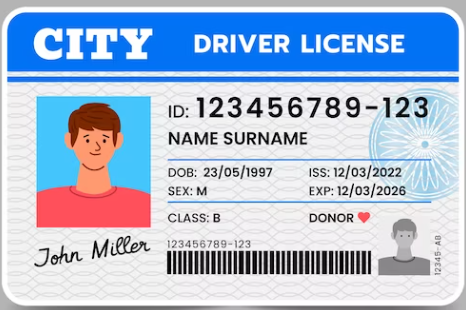 CITY DRIVER LICENSE
ID: 123456789-123
NAME SURNAME
DOB: 23/05/1997 ISS: 12/03/2022
SEX: M EXP: 12/03/2026
CLASS: B DONOR
John Miller
123456789-123
12345-AB